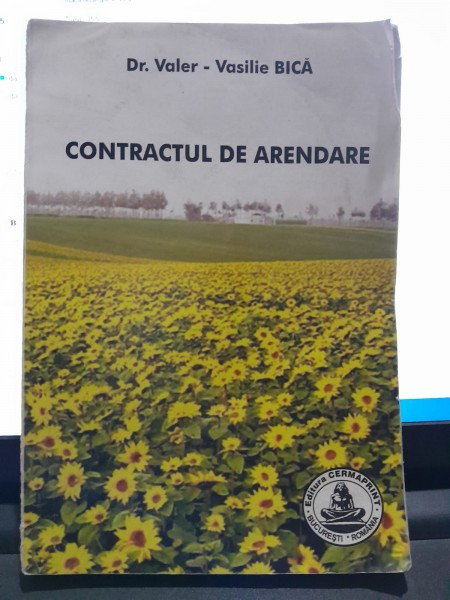 Dr. Valer - Vasilie BICĂ
CONTRACTUL DE ARENDARE
Editura CERMAPRINT
BUCUREŞTI * ROMÂNIA